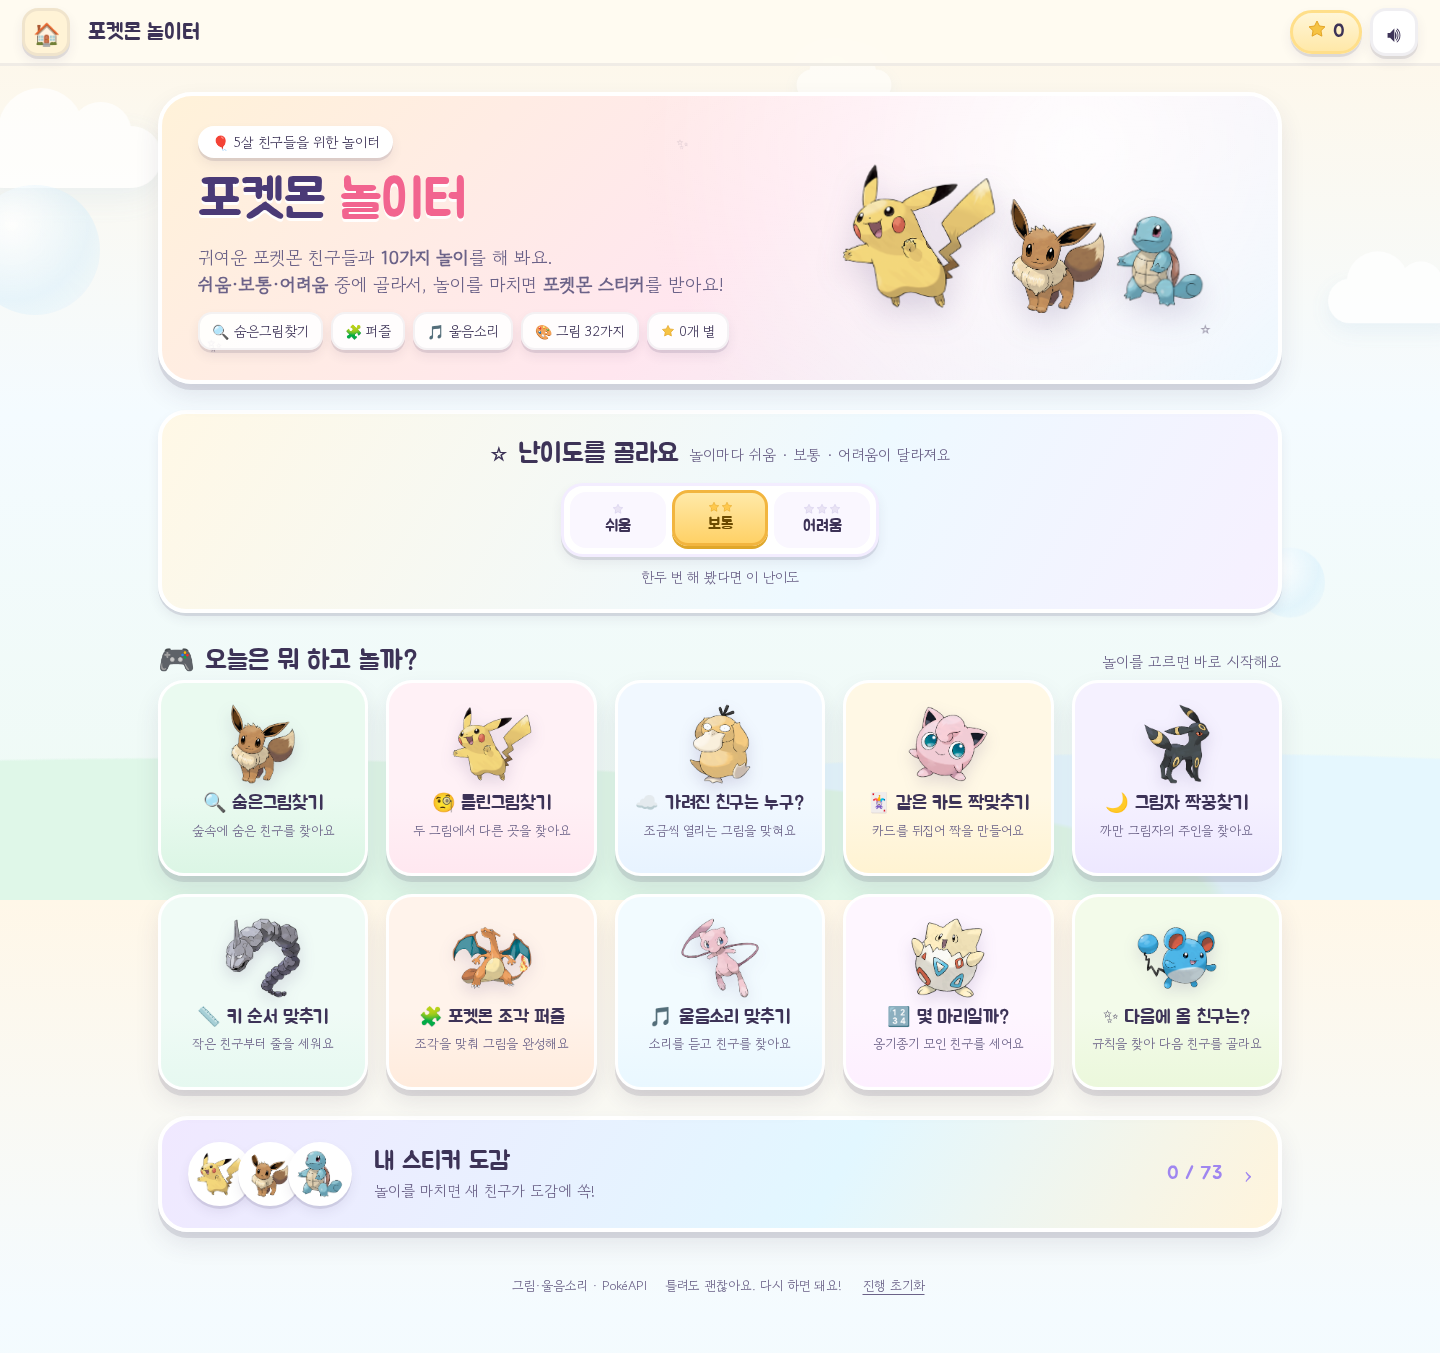 포켓몬 놀이터
0
5살 친구들을 위한 놀이터
포켓몬 놀이터
귀여운 포켓몬 친구들과 10가지 놀이를 해 봐요.
쉬움·보통·어려움 중에 골라서, 놀이를 마치면 포켓몬 스티커를 받아요!
숨은그림찾기
퍼즐
울음소리
그림 32가지
0개 별
난이도를 골라요 놀이마다 쉬움 · 보통 · 어려움이 달라져요
쉬움
보통
어려움
한두 번 해 봤다면 이 난이도
오늘은 뭐 하고 놀까?
놀이를 고르면 바로 시작해요
숨은그림찾기
숲속에 숨은 친구를 찾아요
틀린그림찾기
두 그림에서 다른 곳을 찾아요
가려진 친구는 누구?
조금씩 열리는 그림을 맞혀요
같은 카드 짝맞추기
카드를 뒤집어 짝을 만들어요
그림자 짝꿍찾기
까만 그림자의 주인을 찾아요
키 순서 맞추기
작은 친구부터 줄을 세워요
포켓몬 조각 퍼즐
조각을 맞춰 그림을 완성해요
울음소리 맞추기
소리를 듣고 친구를 찾아요
1234
몇 마리일까?
옹기종기 모인 친구를 세어요
다음에 올 친구는?
규칙을 찾아 다음 친구를 골라요
내 스티커 도감
놀이를 마치면 새 친구가 도감에 쏙!
0 / 73
그림·울음소리 · PokéAPI 틀려도 괜찮아요. 다시 하면 돼요! 진행 초기화